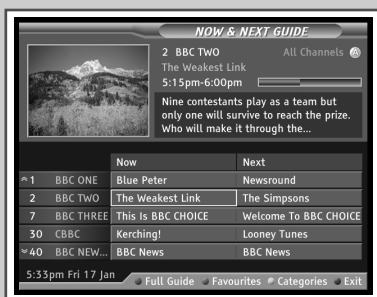 NOW & NEXT GUIDE
2 BBC TWO All Channels A
The Weakest Link
5:15pm-6:00pm
Nine contestants play as a team but
only one will survive to reach the prize.
Who will make it through the...
Now Next
1 BBC ONE Blue Peter Newsround
2 BBC TWO The Weakest Link The Simpsons
7 BBC THREE This Is BBC CHOICE Welcome To BBC CHOICE
30 CBBC Kerching! Looney Tunes
40 BBC NEW... BBC News BBC News
5:33pm Fri 17 Jan Full Guide Favourites Categories Exit